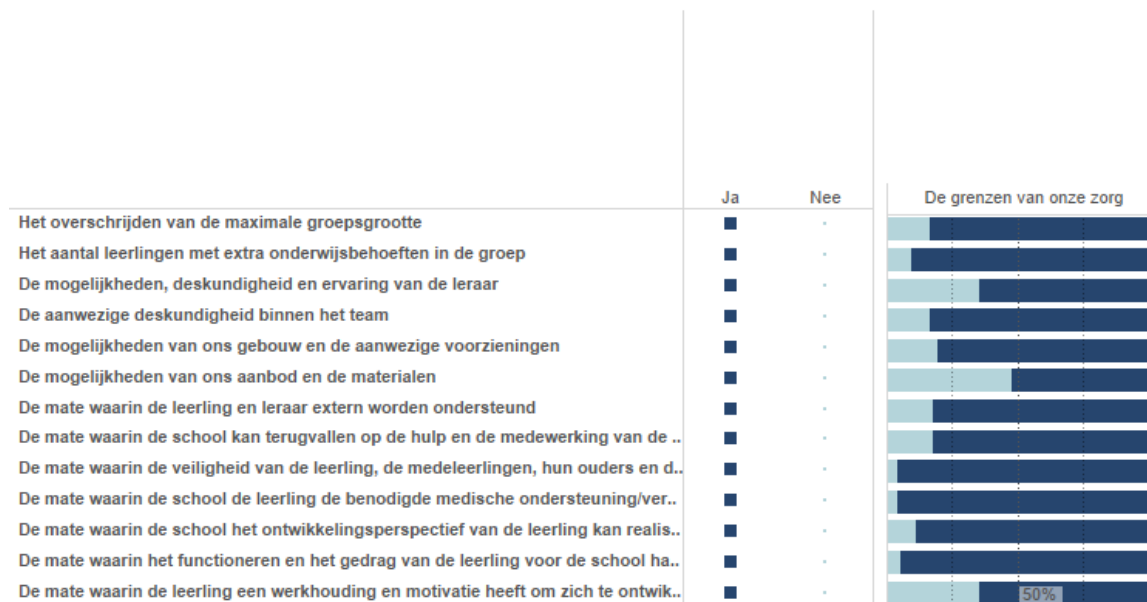 Ja Nee De grenzen van onze zorg
Het overschrijden van de maximale groepsgrootte
Het aantal leerlingen met extra onderwijsbehoeften in de groep
De mogelijkheden, deskundigheid en ervaring van de leraar
De aanwezige deskundigheid binnen het team
De mogelijkheden van ons gebouw en de aanwezige voorzieningen
De mogelijkheden van ons aanbod en de materialen
De mate waarin de leerling en leraar extern worden ondersteund
De mate waarin de school kan terugvallen op de hulp en de medewerking van de ..
De mate waarin de veiligheid van de leerling, de medeleerlingen, hun ouders en d..
De mate waarin de school de leerling de benodigde medische ondersteuning/ver..
De mate waarin de school het ontwikkelingsperspectief van de leerling kan realis..
De mate waarin het functioneren en het gedrag van de leerling voor de school ha..
De mate waarin de leerling een werkhouding en motivatie heeft om zich te ontwik..
50%